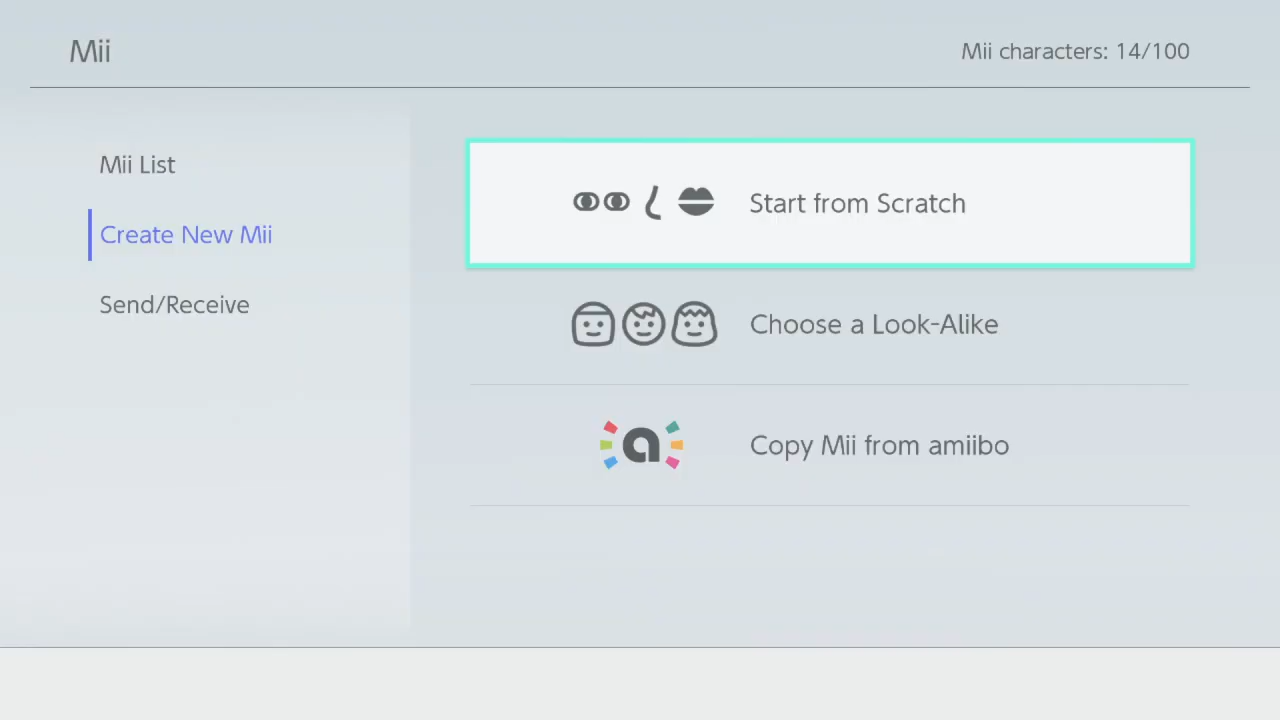 Mii
Mii characters: 14/100
Mii List
Create New Mii
Send/Receive
Start from Scratch
Choose a Look-Alike
Copy Mii from amiibo